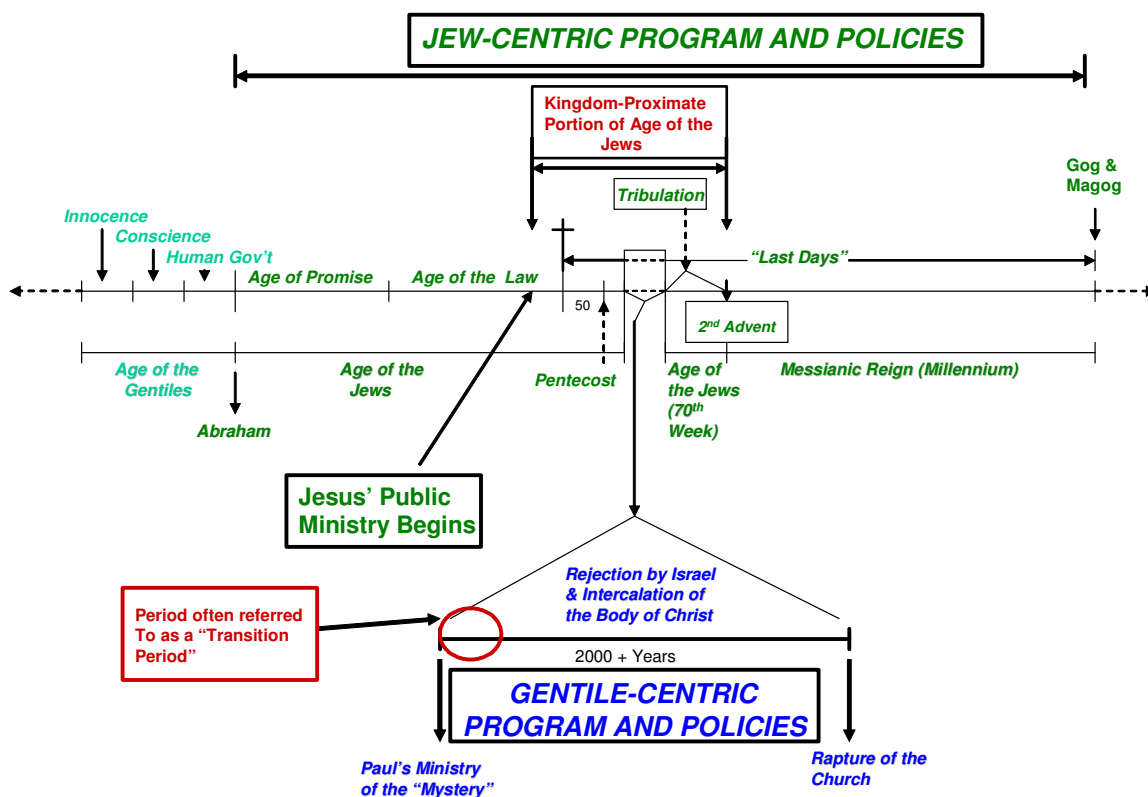 JEW-CENTRIC PROGRAM AND POLICIES
Kingdom-Proximate
Portion of Age of the
Jews
Tribulation
Gog &
Magog
Innocence
Conscience
Human Gov’t
Age of Promise
Age of the Law
“Last Days”
50
2nd Advent
Age of the
Gentiles
Age of the
Jews
Pentecost
Age of
the Jews
(70th
Week)
Messianic Reign (Millennium)
Abraham
Jesus’ Public
Ministry Begins
Rejection by Israel
& Intercalation of
the Body of Christ
Period often referred
To as a “Transition
Period”
2000 + Years
GENTILE-CENTRIC
PROGRAM AND POLICIES
Paul’s Ministry
of the “Mystery”
Rapture of the
Church